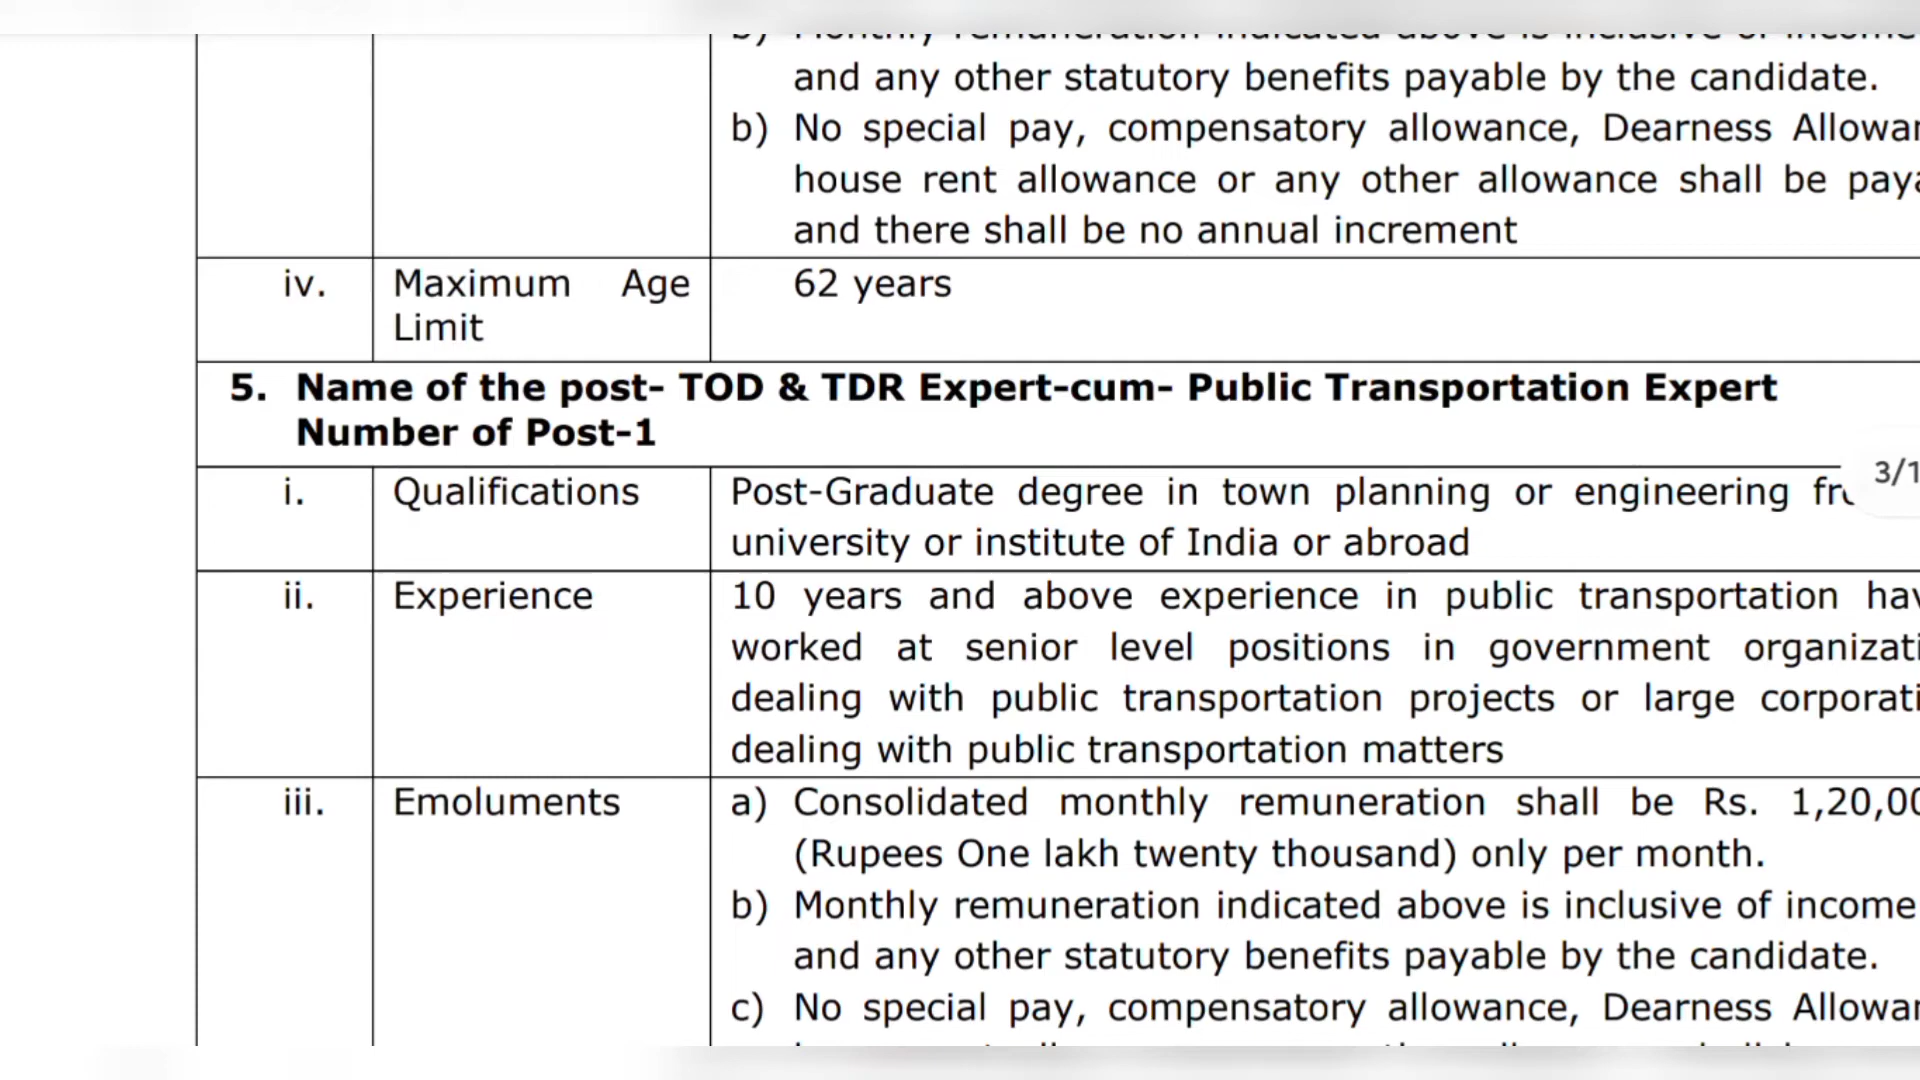 and any other statutory benefits payable by the candidate.
b) No special pay, compensatory allowance, Dearness
house rent allowance or any other allowance shall be
and there shall be no annual increment
iv. Maximum Age 62 years
Limit
5. Name of the post- TOD & TDR Expert-cum- Public Transportation Expert
Number of Post-1
3/1
i. Qualifications Post-Graduate degree in town planning or engineering
university or institute of India or abroad
ii. Experience 10 years and above experience in public transportation
worked at senior level positions in government
dealing with public transportation projects or large
dealing with public transportation matters
iii. Emoluments a) Consolidated monthly remuneration shall be Rs.
(Rupees One lakh twenty thousand) only per month.
b) Monthly remuneration indicated above is inclusive of income
and any other statutory benefits payable by the candidate.
c) No special pay, compensatory allowance, Dearness